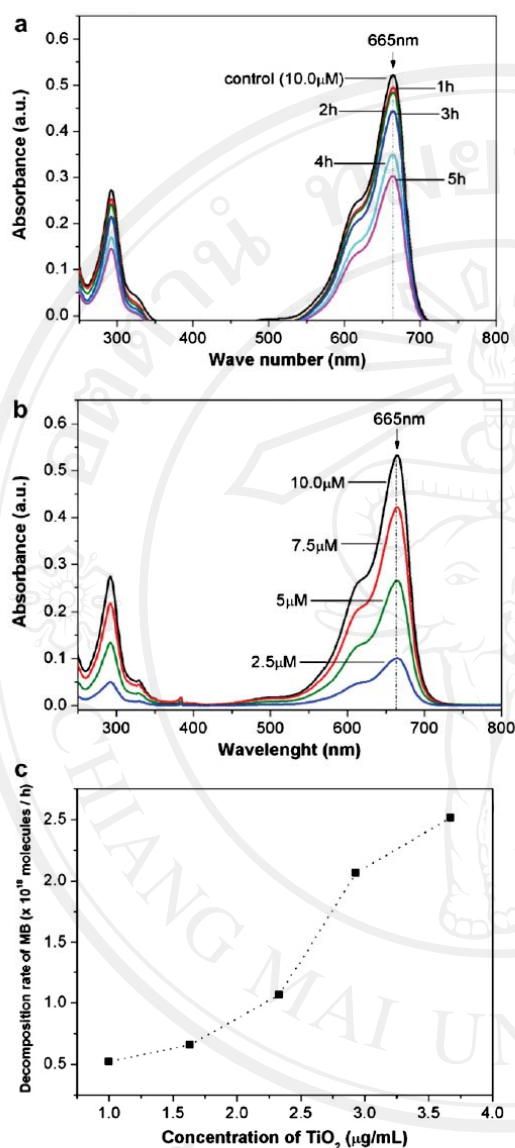 a
665nm
control (10.0μM)
1h
2h
3h
4h
5h
Absorbance (a.u.)
0.6
0.5
0.4
0.3
0.2
0.1
0.0
300 400 500 600 700 800
Wave number (nm)
b
665nm
10.0μM
7.5μM
5μM
2.5μM
Absorbance (a.u.)
0.6
0.5
0.4
0.3
0.2
0.1
0.0
300 400 500 600 700 800
Wavelenght (nm)
c
Decomposition rate of MB (x 10¹⁸ molecules / h)
2.5
2.0
1.5
1.0
0.5
1.0 1.5 2.0 2.5 3.0 3.5 4.0
Concentration of TiO₂ (μg/mL)
CHIANG MAI UN